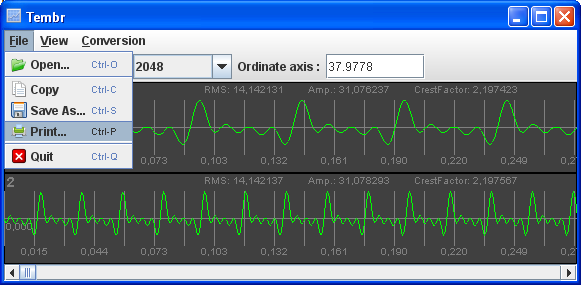 Tembr
File View Conversion
Open... Ctrl-O
2048 Ordinate axis : 37.9778
Copy Ctrl-C
Save As... Ctrl-S
Print... Ctrl-P
Quit Ctrl-Q
RMS: 14,142131 Amp.: 31,076237 CrestFactor: 2,197423
0,073 0,103 0,132 0,161 0,190 0,220 0,249 0,27
2 RMS: 14,142137 Amp.: 31,078293 CrestFactor: 2,197567
0,000
0,015 0,044 0,073 0,103 0,132 0,161 0,190 0,220 0,249 0,27